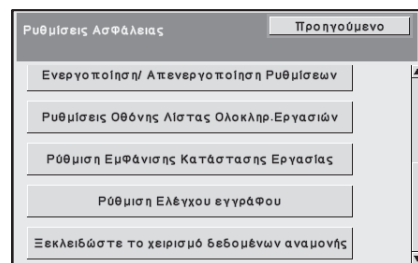 Ρυθμίσεις Ασφάλειας
Προηγούμενο
Ενεργοποίηση/ Απενεργοποίηση Ρυθμίσεων
Ρυθμίσεις Οθόνης Λίστας Ολοκληρ.Εργασιών
Ρύθμιση Εμφάνισης Κατάστασης Εργασίας
Ρύθμιση Ελέγχου εγγράφου
Ξεκλειδώστε το χειρισμό δεδομένων αναμονής